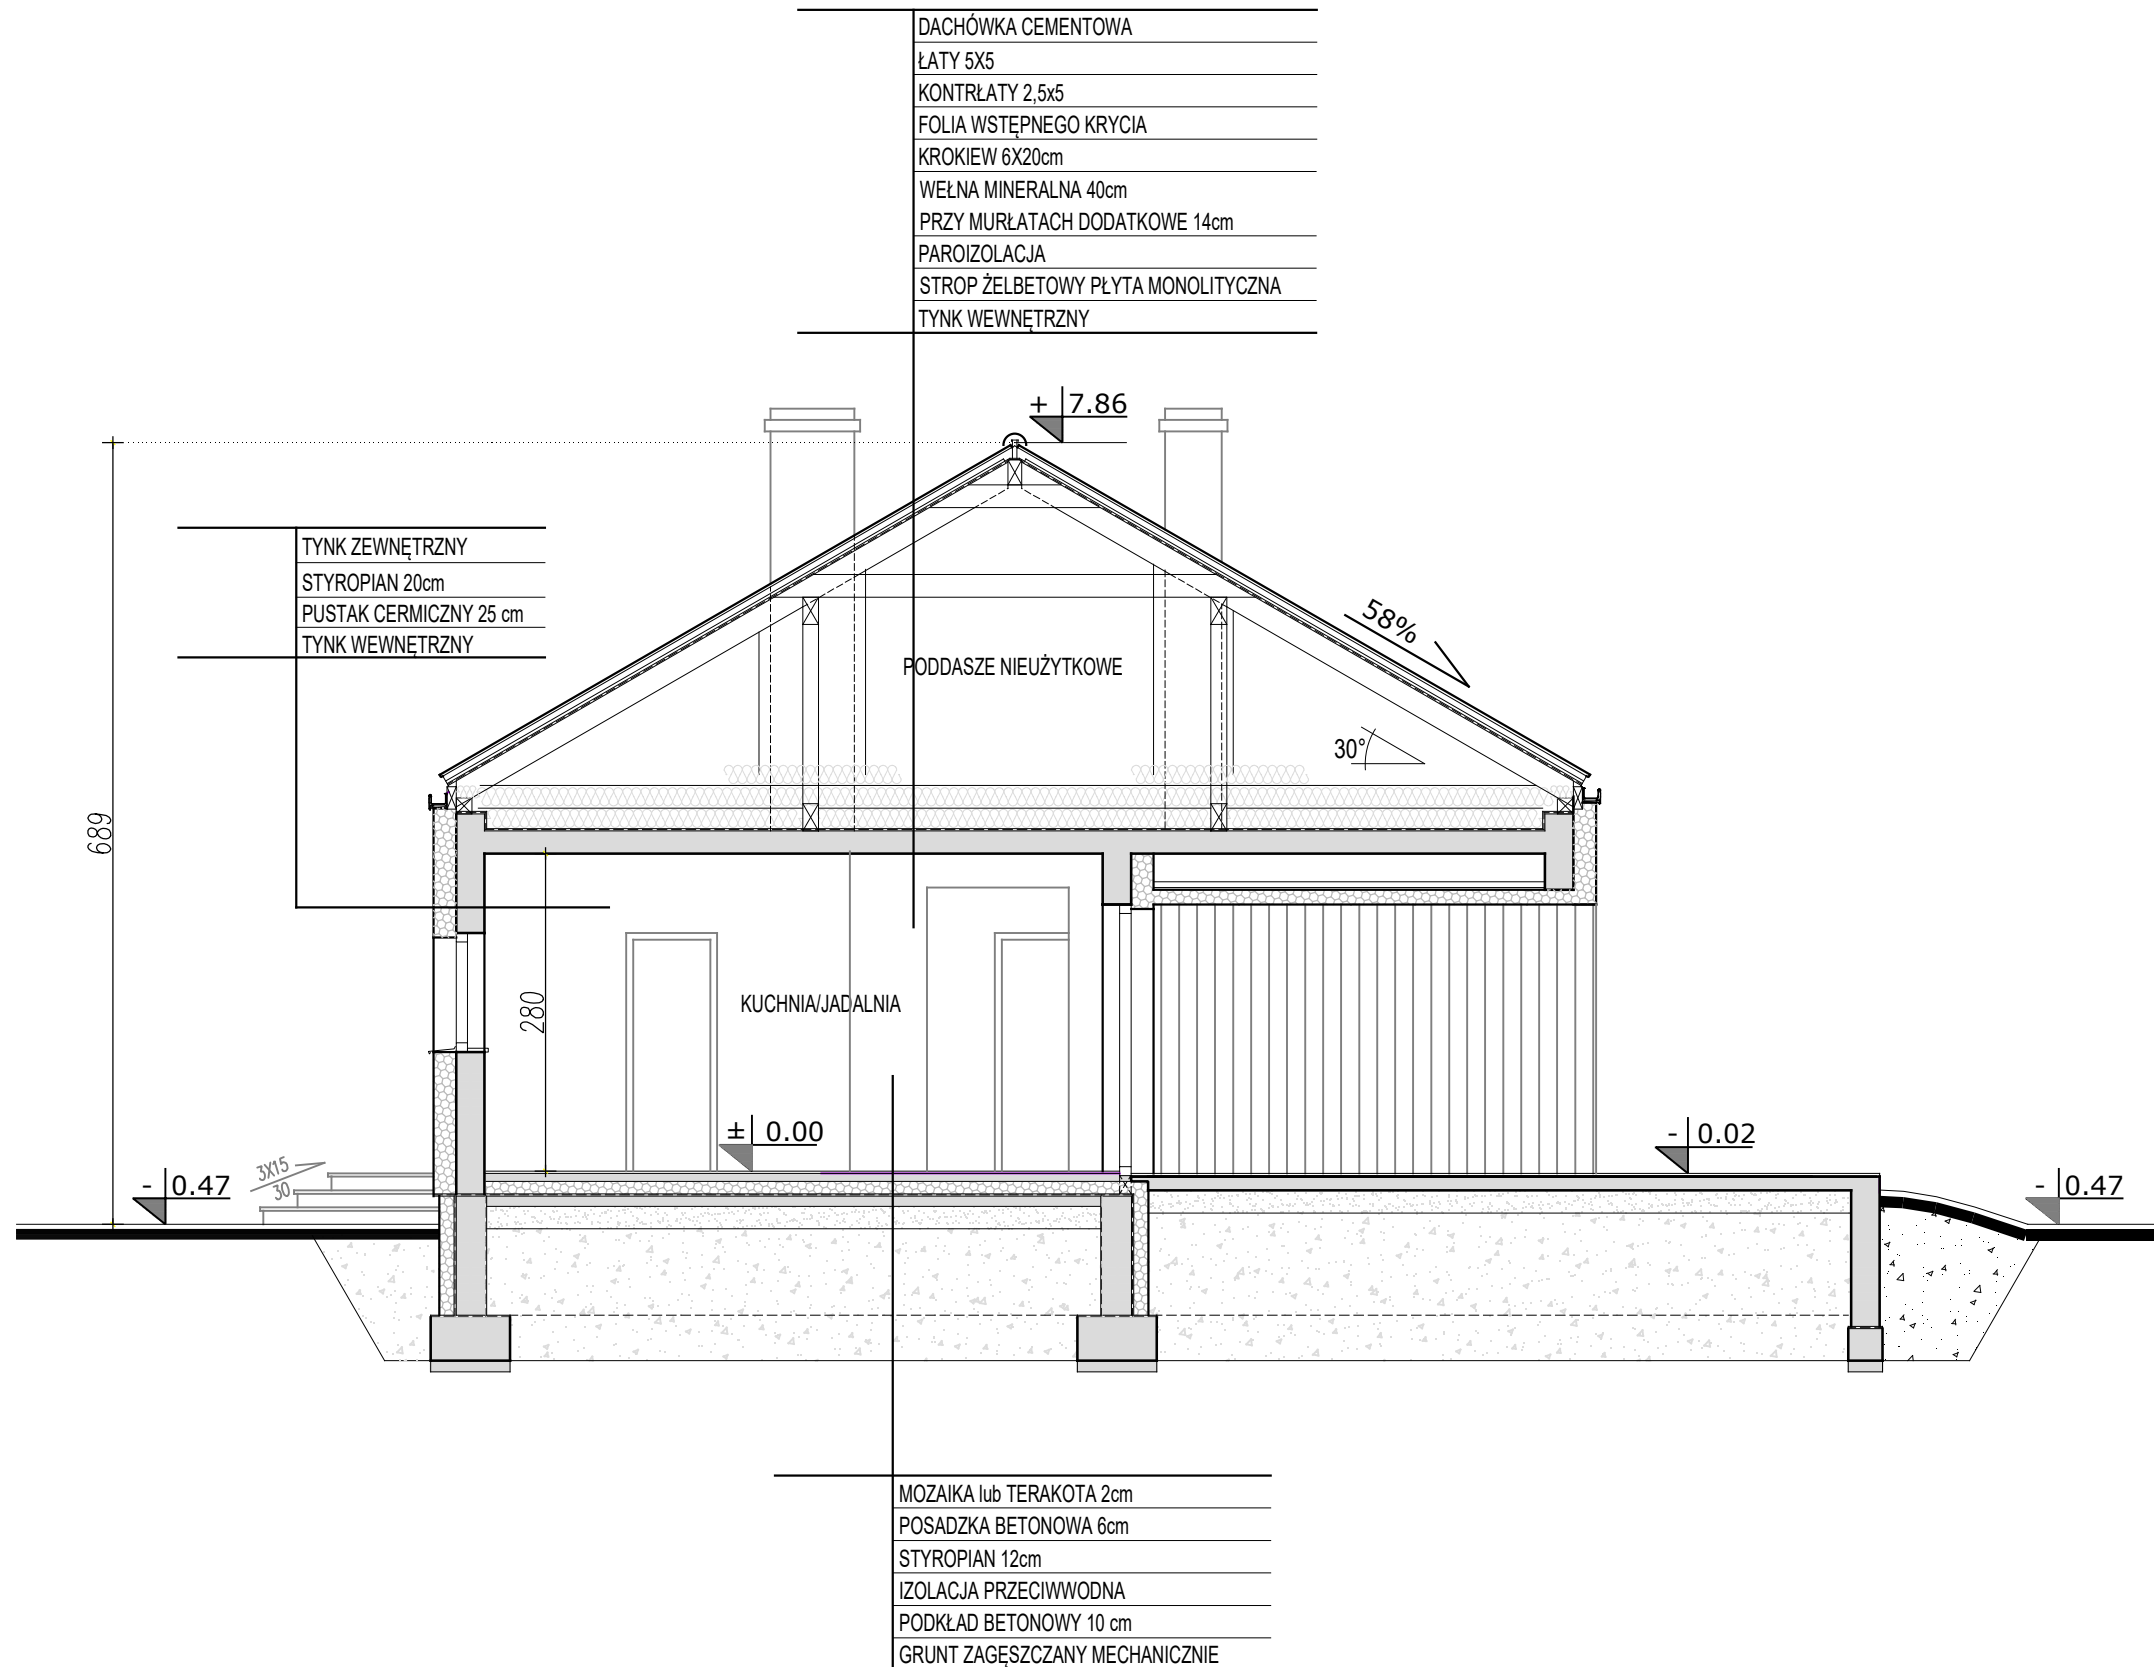 DACHÓWKA CEMENTOWA
ŁATY 5X5
KONTRŁATY 2,5x5
FOLIA WSTĘPNEGO KRYCIA
KROKIEW 6X20cm
WEŁNA MINERALNA 40cm
PRZY MURŁATACH DODATKOWE 14cm
PAROIZOLACJA
STROP ŻELBETOWY PŁYTA MONOLITYCZNA
TYNK WEWNĘTRZNY
+ 7.86
TYNK ZEWNĘTRZNY
STYROPIAN 20cm
PUSTAK CERMICZNY 25 cm
TYNK WEWNĘTRZNY
58%
PODDASZE NIEUŻYTKOWE
30°
689
280
KUCHNIA/JADALNIA
± 0.00
- 0.02
3X15
30
- 0.47
- 0.47
MOZAIKA lub TERAKOTA 2cm
POSADZKA BETONOWA 6cm
STYROPIAN 12cm
IZOLACJA PRZECIWWODNA
PODKŁAD BETONOWY 10 cm
GRUNT ZAGĘSZCZANY MECHANICZNIE